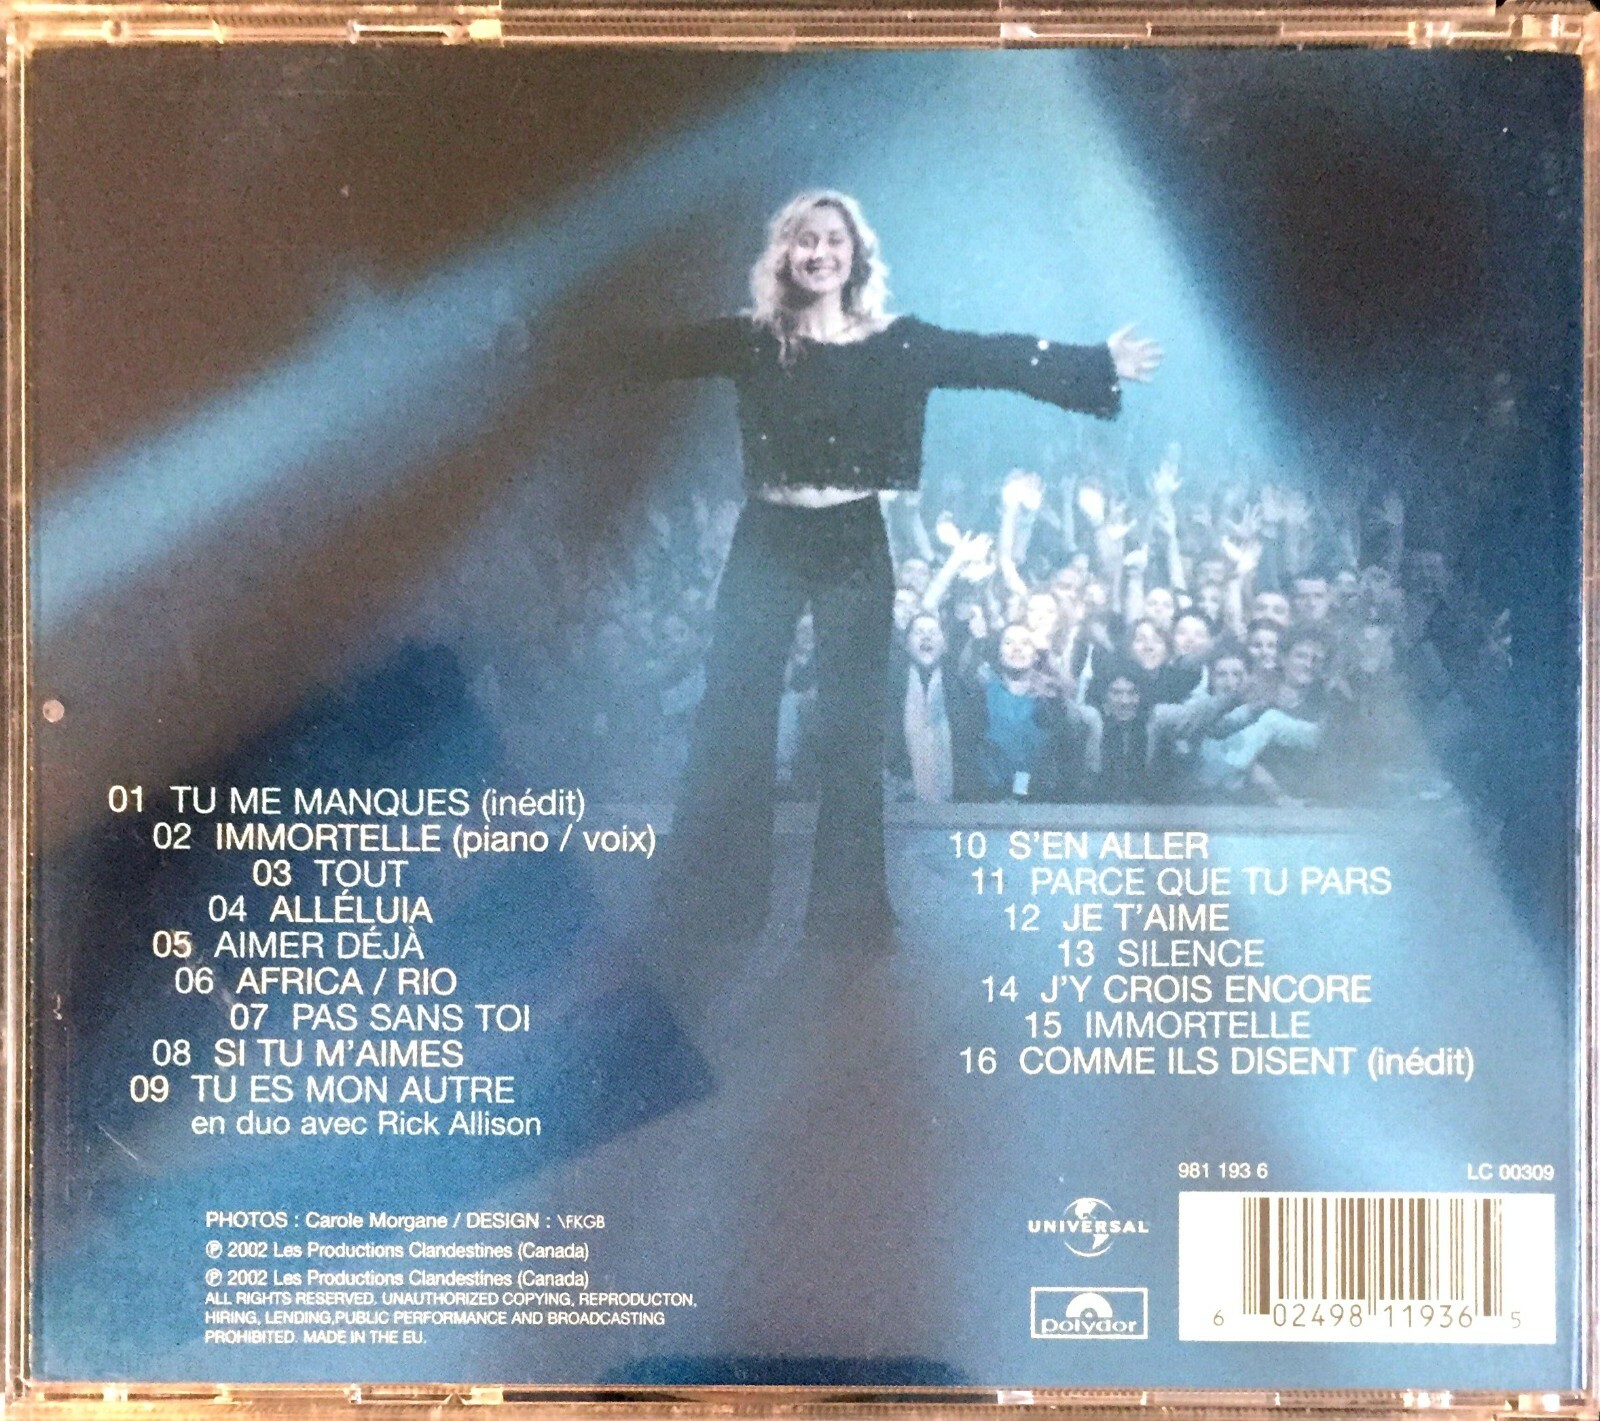 01 TU ME MANQUES (inédit)
02 IMMORTELLE (piano / voix)
03 TOUT
04 ALLÉLUIA
05 AIMER DÉJÀ
06 AFRICA / RIO
07 PAS SANS TOI
08 SI TU M'AIMES
09 TU ES MON AUTRE
en duo avec Rick Allison
10 S'EN ALLER
11 PARCE QUE TU PARS
12 JE T'AIME
13 SILENCE
14 J'Y CROIS ENCORE
15 IMMORTELLE
16 COMME ILS DISENT (inédit)
PHOTOS : Carole Morgane / DESIGN : \FKGB
℗ 2002 Les Productions Clandestines (Canada)
℗ 2002 Les Productions Clandestines (Canada)
ALL RIGHTS RESERVED. UNAUTHORIZED COPYING, REPRODUCTON,
HIRING, LENDING,PUBLIC PERFORMANCE AND BROADCASTING
PROHIBITED. MADE IN THE EU.
UNIVERSAL
polydor
981 193 6
LC 00309
6 02498 11936 5